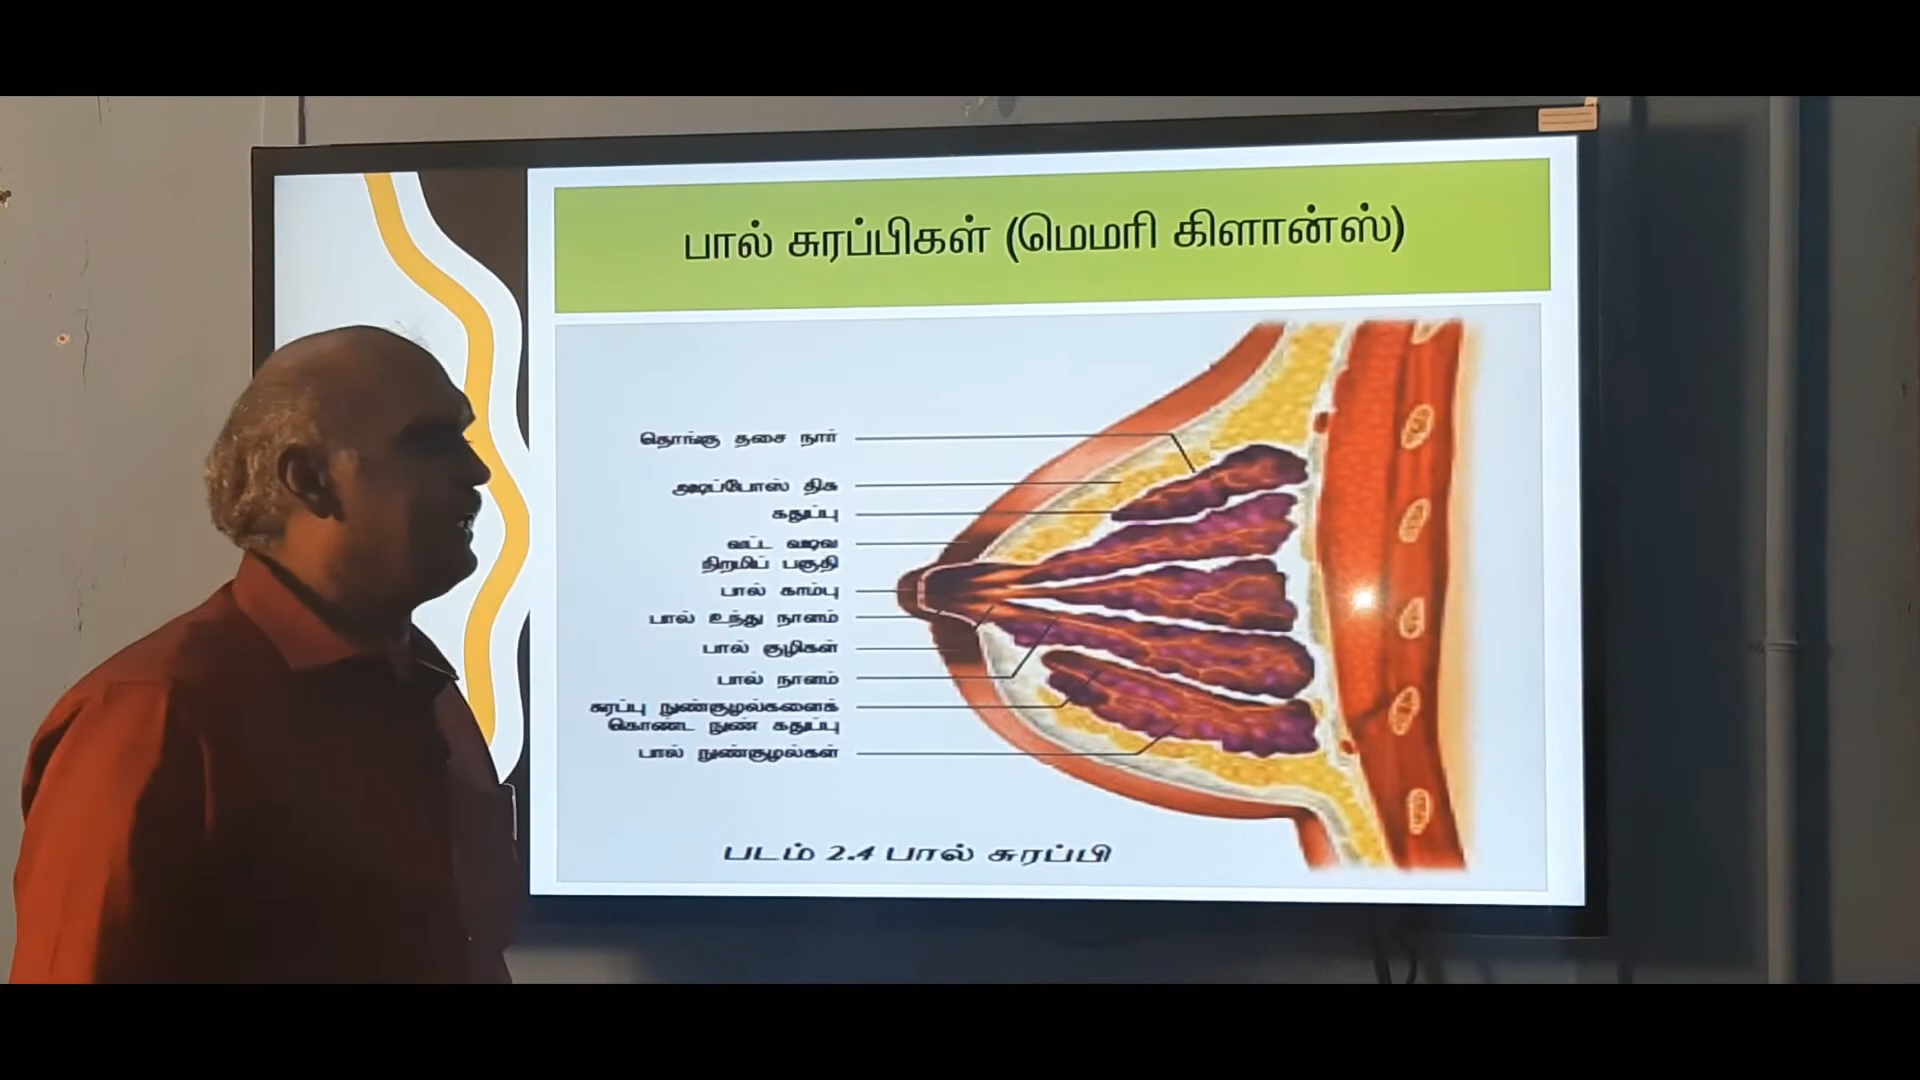 பால் சுரப்பிகள் (மெமரி கிளான்ஸ்)
தொங்கு தசை நார்
அடிப்போஸ் திசு
கதுப்பு
வட்ட வடிவ
நிறமிப் பகுதி
பால் காம்பு
பால் உந்து நாளம்
பால் குழிகள்
பால் நாளம்
சுரப்பு நுண்குழல்களைக்
கொண்ட நுண் கதுப்பு
பால் நுண்குழல்கள்
படம் 2.4 பால் சுரப்பி